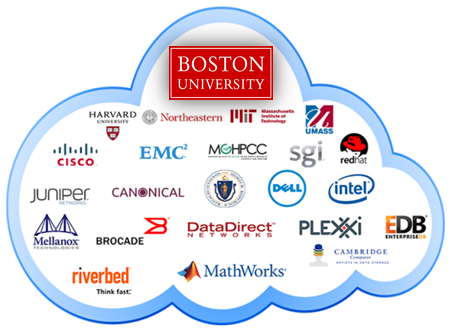 BOSTON
UNIVERSITY
HARVARD
UNIVERSITY
Northeastern
Massachusetts
Institute of
Technology
UMASS
CISCO
EMC²
MGHPCC
sgi
redhat
JUNIPER
NETWORKS
CANONICAL
DELL
intel
Mellanox
TECHNOLOGIES
BROCADE
DataDirect
NETWORKS
PLEXXI
EDB
ENTERPRISEDB
CAMBRIDGE
Computer
ARTISTS IN DATA STORAGE
riverbed
Think fast.
MathWorks